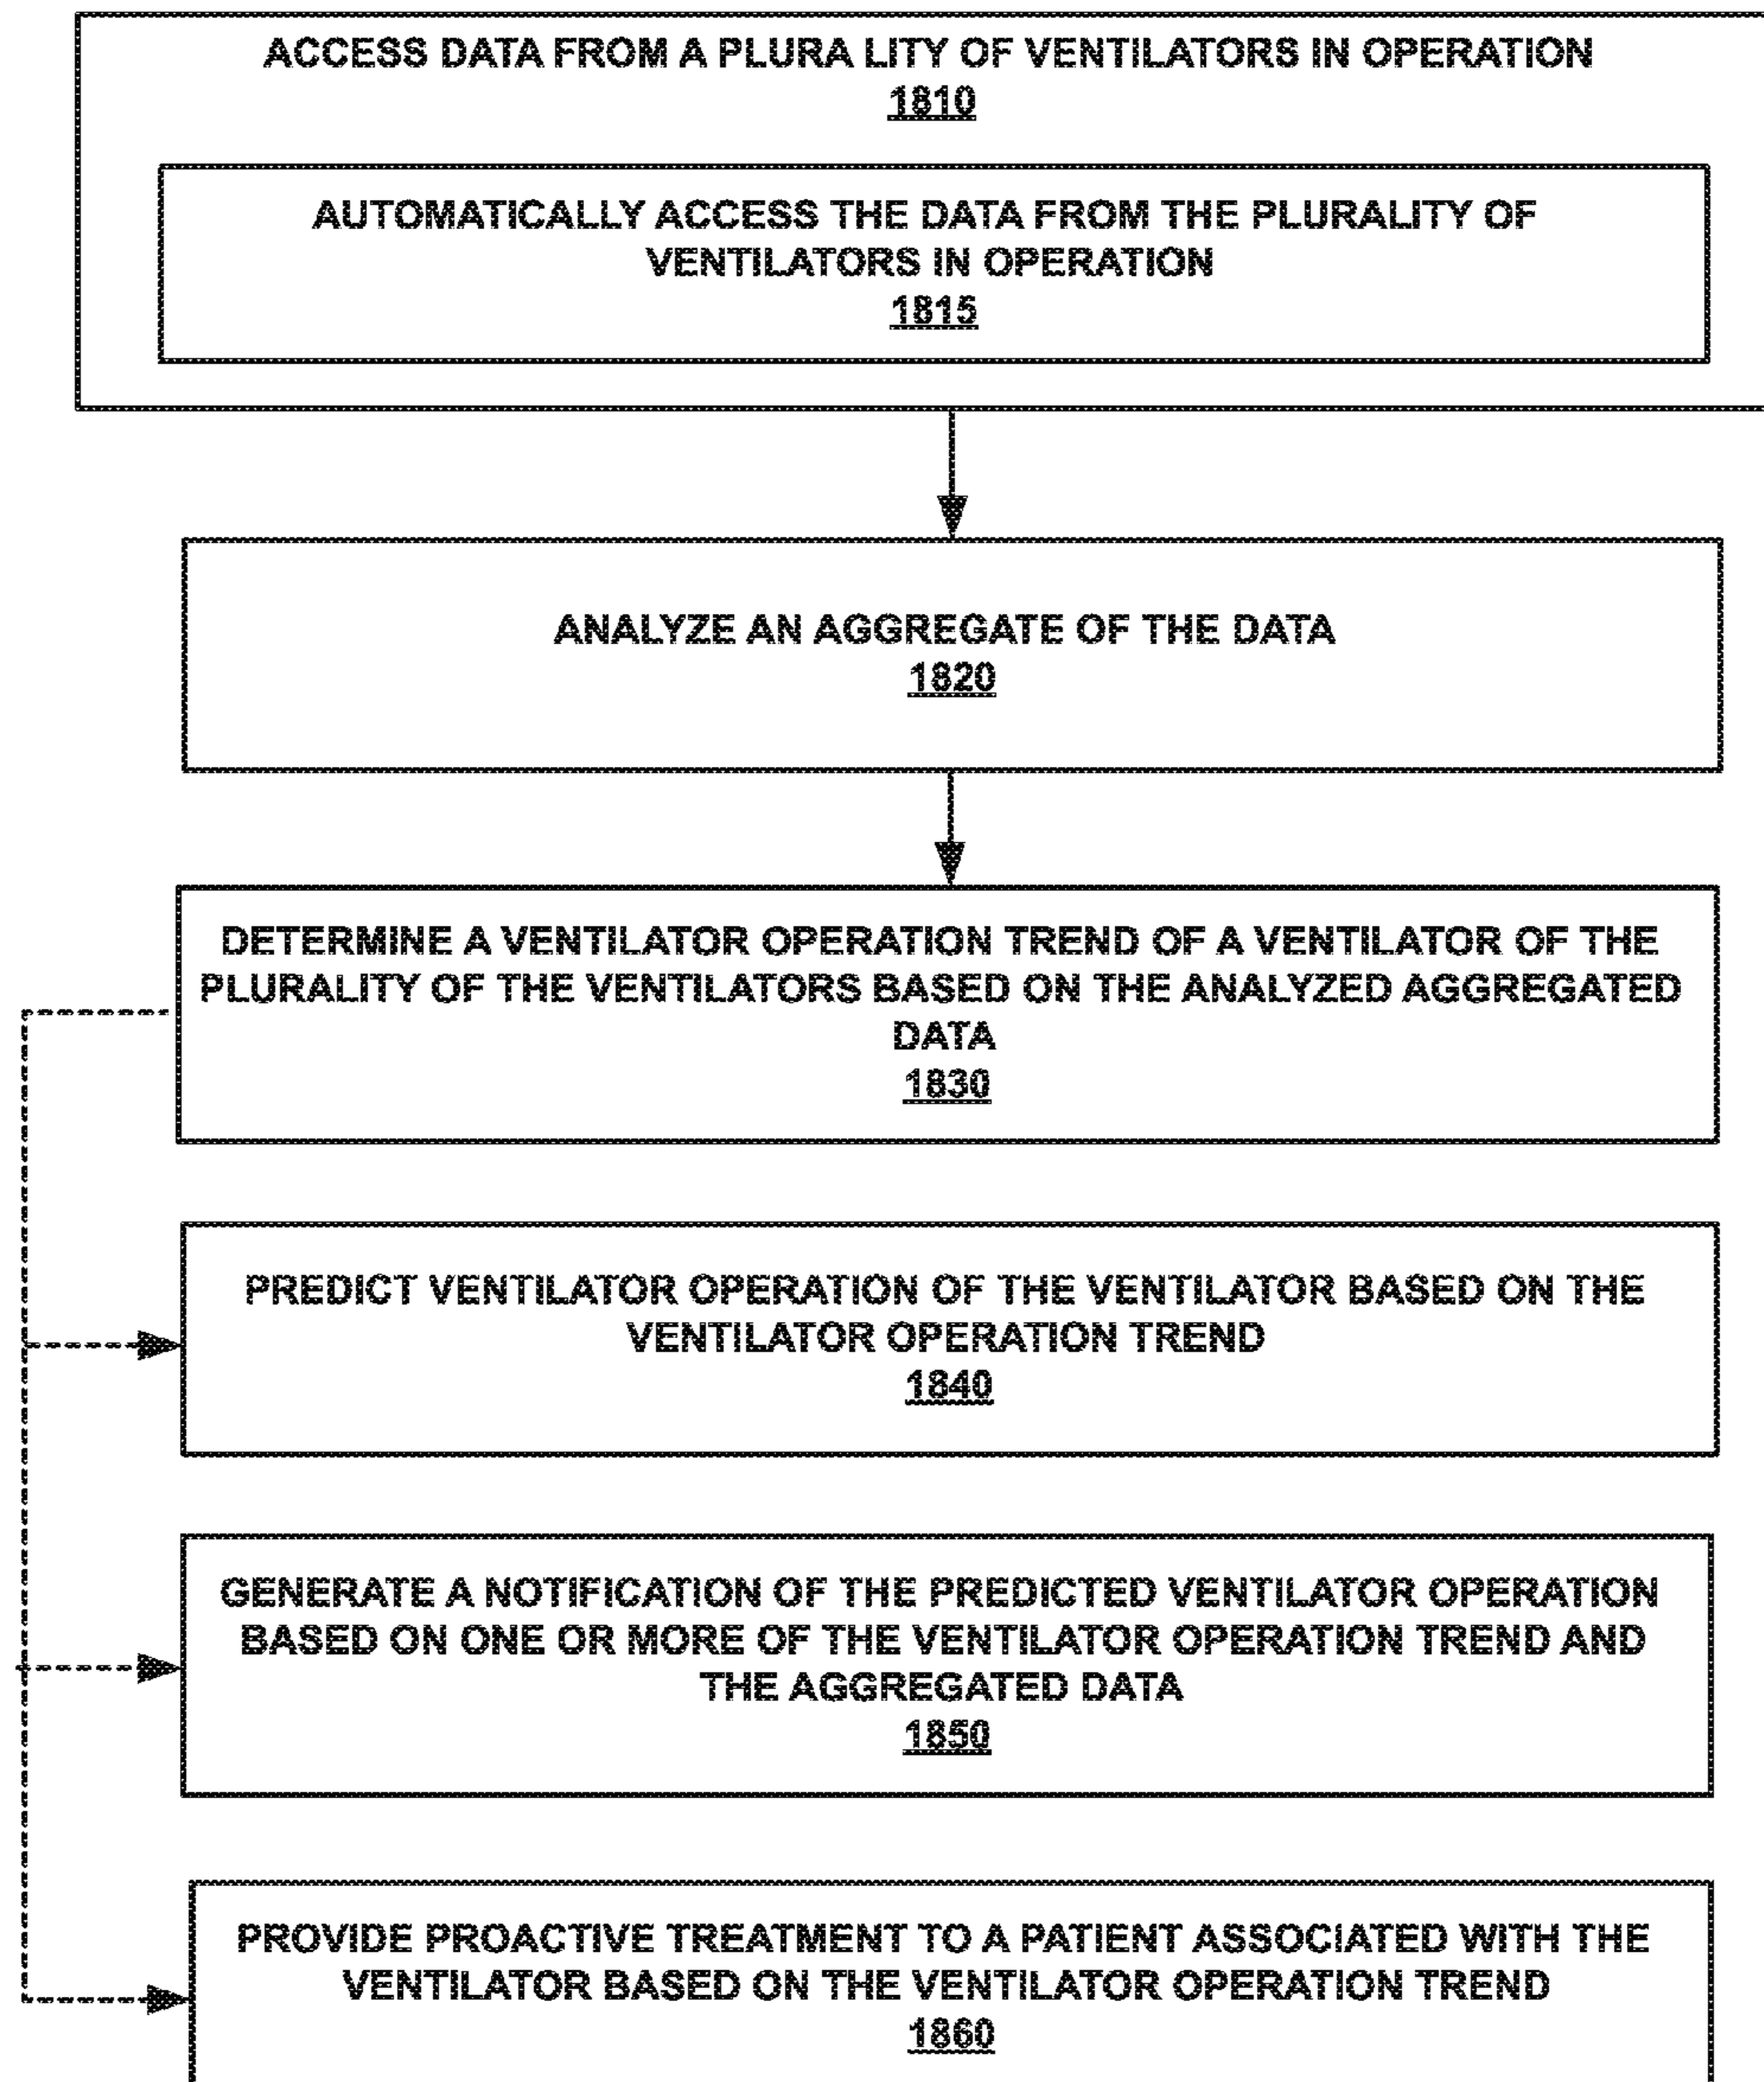 ACCESS DATA FROM A PLURA LITY OF VENTILATORS IN OPERATION
1810
AUTOMATICALLY ACCESS THE DATA FROM THE PLURALITY OF
VENTILATORS IN OPERATION
1815
ANALYZE AN AGGREGATE OF THE DATA
1820
DETERMINE A VENTILATOR OPERATION TREND OF A VENTILATOR OF THE
PLURALITY OF THE VENTILATORS BASED ON THE ANALYZED AGGREGATED
DATA
1830
PREDICT VENTILATOR OPERATION OF THE VENTILATOR BASED ON THE
VENTILATOR OPERATION TREND
1840
GENERATE A NOTIFICATION OF THE PREDICTED VENTILATOR OPERATION
BASED ON ONE OR MORE OF THE VENTILATOR OPERATION TREND AND
THE AGGREGATED DATA
1850
PROVIDE PROACTIVE TREATMENT TO A PATIENT ASSOCIATED WITH THE
VENTILATOR BASED ON THE VENTILATOR OPERATION TREND
1860